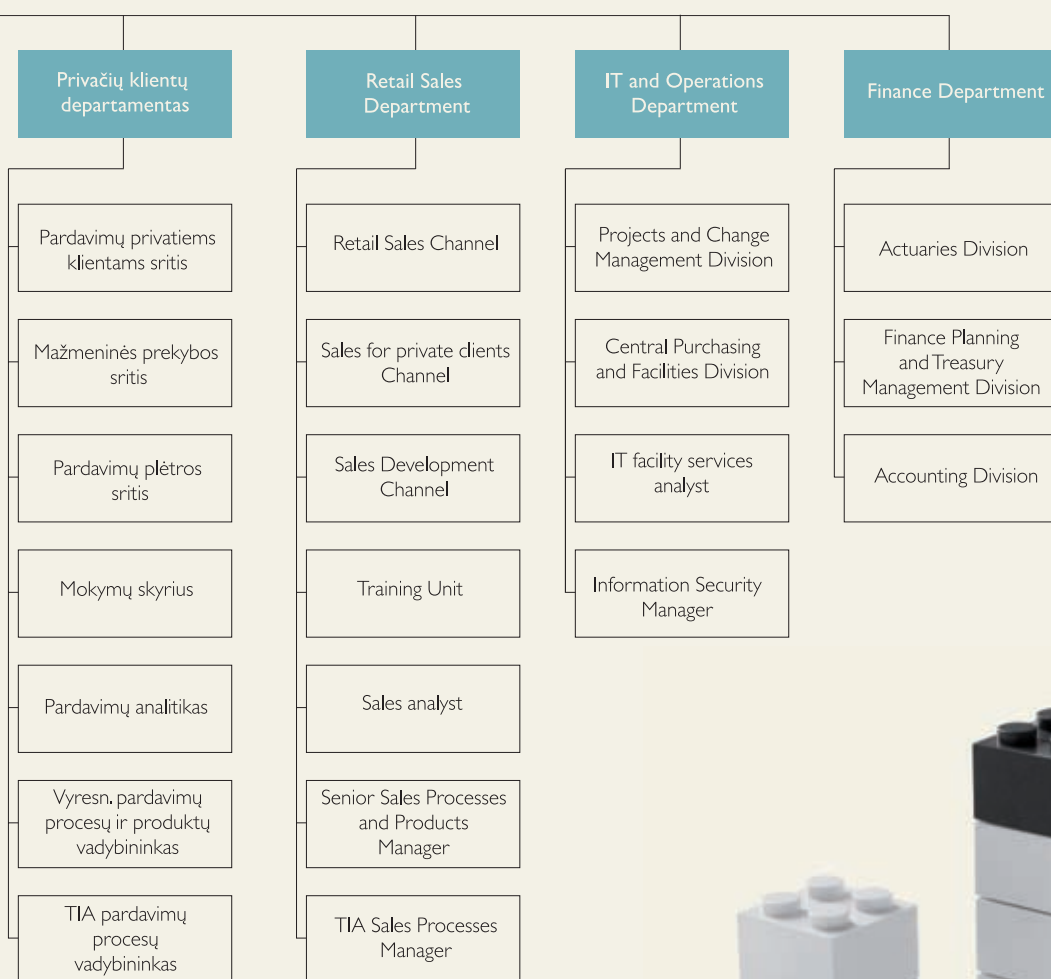 Privačių klientų
departamentas
Pardavimų privatiems
klientams sritis
Mažmeninės prekybos
sritis
Pardavimų plėtros
sritis
Mokymų skyrius
Pardavimų analitikas
Vyresn. pardavimų
procesų ir produktų
vadybininkas
TIA pardavimų
procesų
vadybininkas
Retail Sales
Department
Retail Sales Channel
Sales for private clients
Channel
Sales Development
Channel
Training Unit
Sales analyst
Senior Sales Processes
and Products
Manager
TIA Sales Processes
Manager
IT and Operations
Department
Projects and Change
Management Division
Central Purchasing
and Facilities Division
IT facility services
analyst
Information Security
Manager
Finance Department
Actuaries Division
Finance Planning
and Treasury
Management Division
Accounting Division